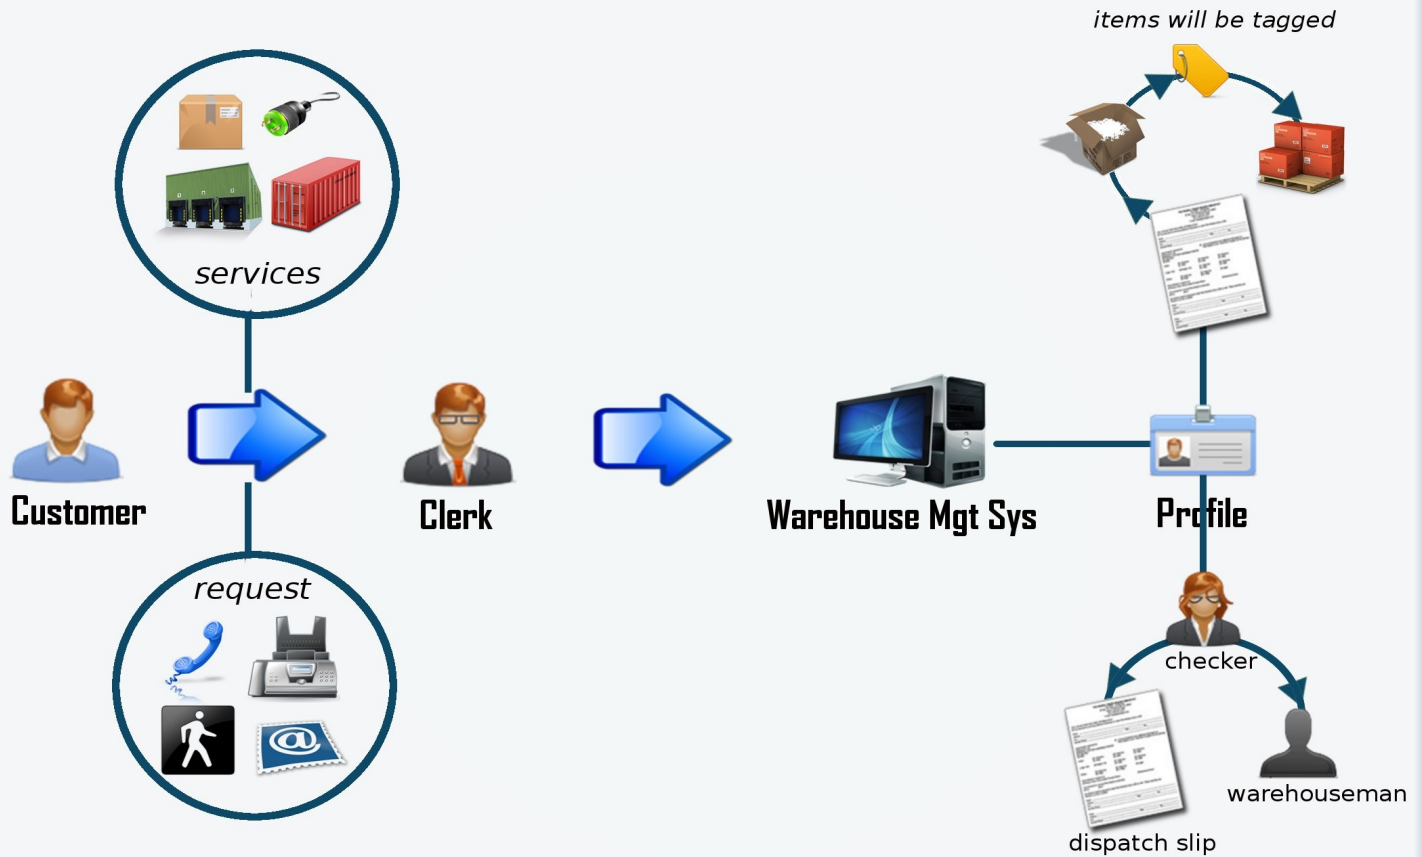 items will be tagged
services
Customer
Clerk
Warehouse Mgt Sys
Profile
request
@
checker
warehouseman
dispatch slip